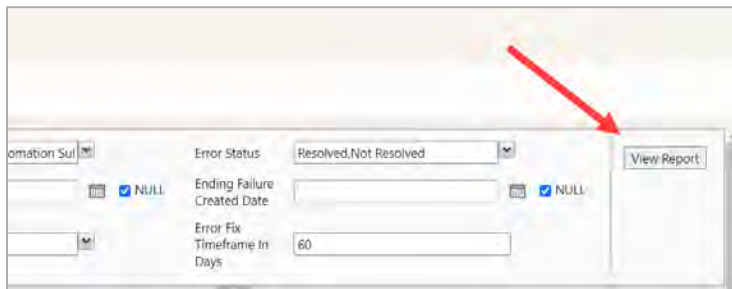 omation Sul Error Status Resolved,Not Resolved View Report
NULL Ending Failure Created Date NULL
Error Fix Timeframe In Days 60